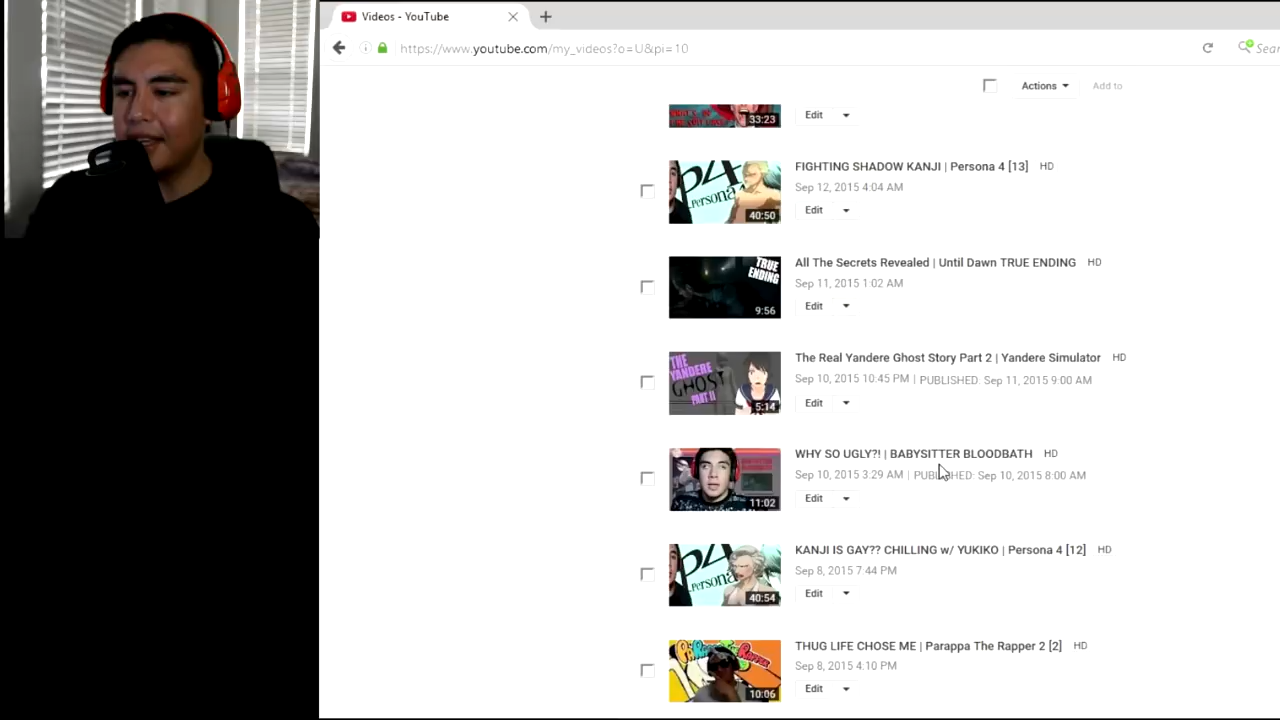 Videos - YouTube
https://www.youtube.com/my_videos?o=U&pi=10
Sear
Actions
Add to
33:23
Edit
FIGHTING SHADOW KANJI | Persona 4 [13] HD
Sep 12, 2015 4:04 AM
Edit
P4
Persona
40:50
All The Secrets Revealed | Until Dawn TRUE ENDING HD
Sep 11, 2015 1:02 AM
Edit
TRUE
ENDING
9:56
The Real Yandere Ghost Story Part 2 | Yandere Simulator HD
Sep 10, 2015 10:45 PM | PUBLISHED: Sep 11, 2015 9:00 AM
Edit
THE
YANDERE
GHOST
PART II
5:14
WHY SO UGLY?! | BABYSITTER BLOODBATH HD
Sep 10, 2015 3:29 AM | PUBLISHED: Sep 10, 2015 8:00 AM
Edit
11:02
KANJI IS GAY?? CHILLING w/ YUKIKO | Persona 4 [12] HD
Sep 8, 2015 7:44 PM
Edit
P4
Persona
40:54
THUG LIFE CHOSE ME | Parappa The Rapper 2 [2] HD
Sep 8, 2015 4:10 PM
Edit
10:06